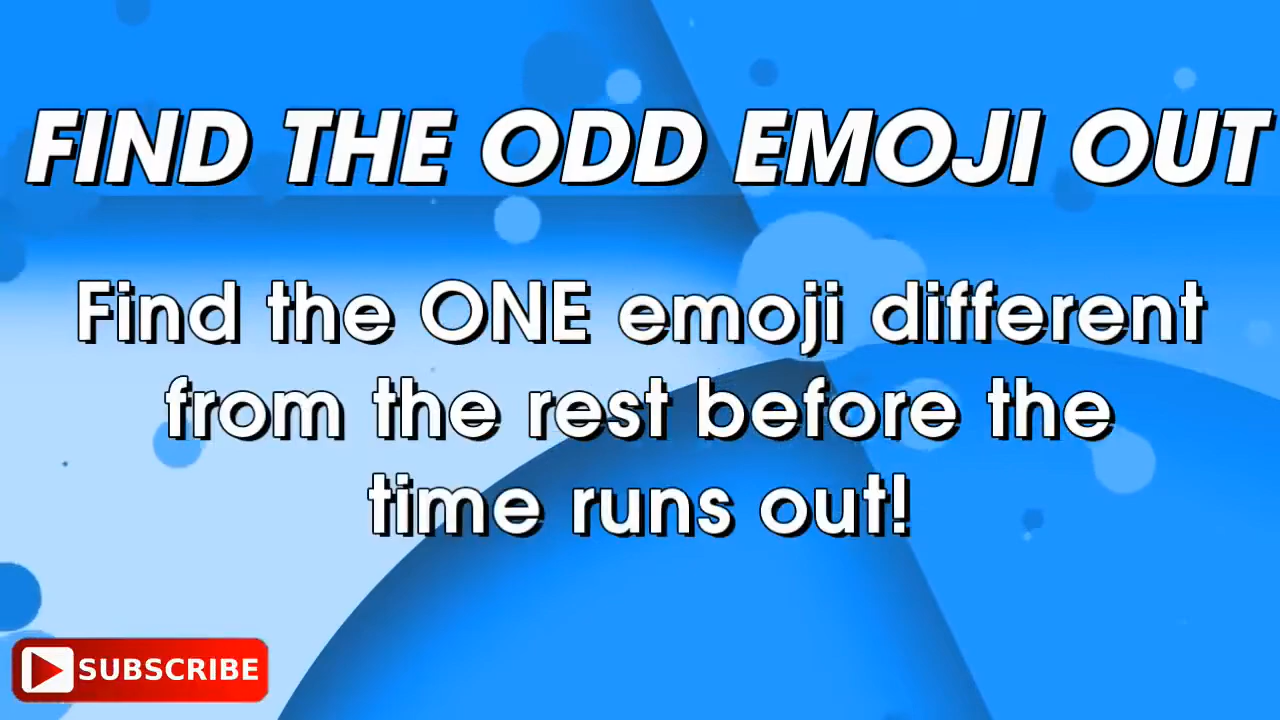 FIND THE ODD EMOJI OUT
Find the ONE emoji different
from the rest before the
time runs out!
SUBSCRIBE